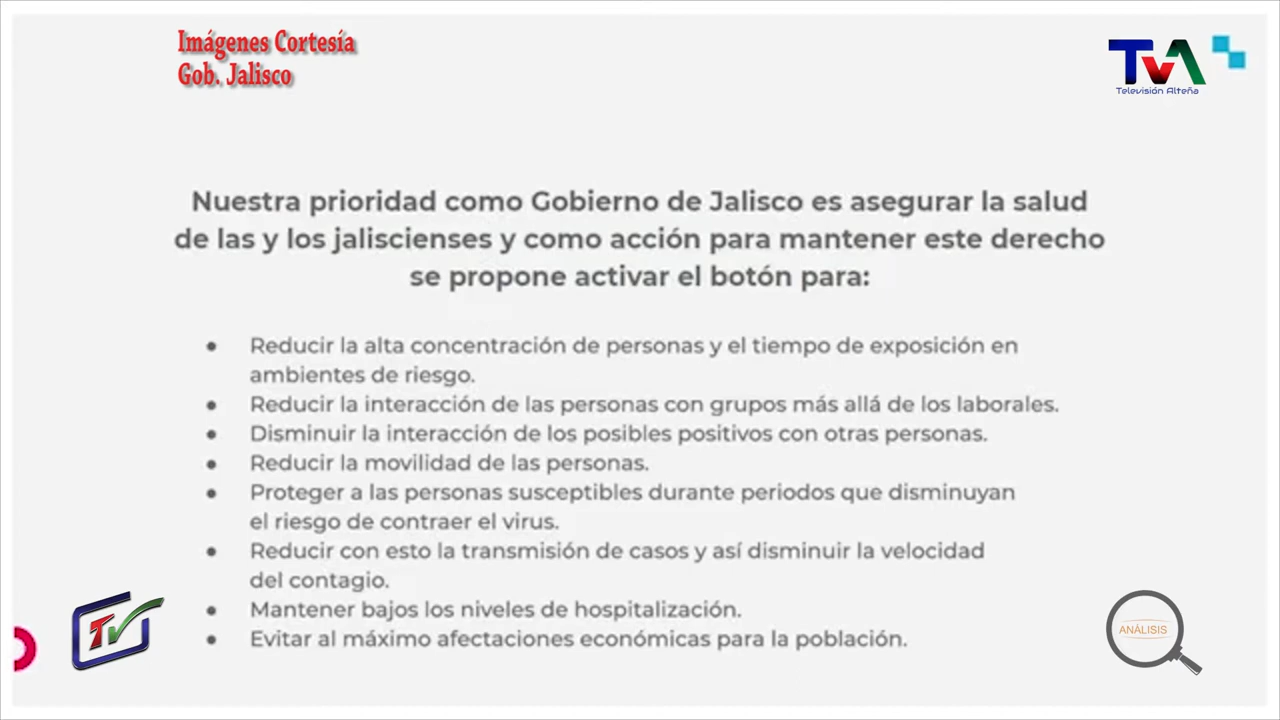 Imágenes Cortesía
Gob. Jalisco
TvA
Televisión Alteña
Nuestra prioridad como Gobierno de Jalisco es asegurar la salud
de las y los jaliscienses y como acción para mantener este derecho
se propone activar el botón para:
• Reducir la alta concentración de personas y el tiempo de exposición en
ambientes de riesgo.
• Reducir la interacción de las personas con grupos más allá de los laborales.
• Disminuir la interacción de los posibles positivos con otras personas.
• Reducir la movilidad de las personas.
• Proteger a las personas susceptibles durante periodos que disminuyan
el riesgo de contraer el virus.
• Reducir con esto la transmisión de casos y así disminuir la velocidad
del contagio.
• Mantener bajos los niveles de hospitalización.
• Evitar al máximo afectaciones económicas para la población.
TV
ANÁLISIS